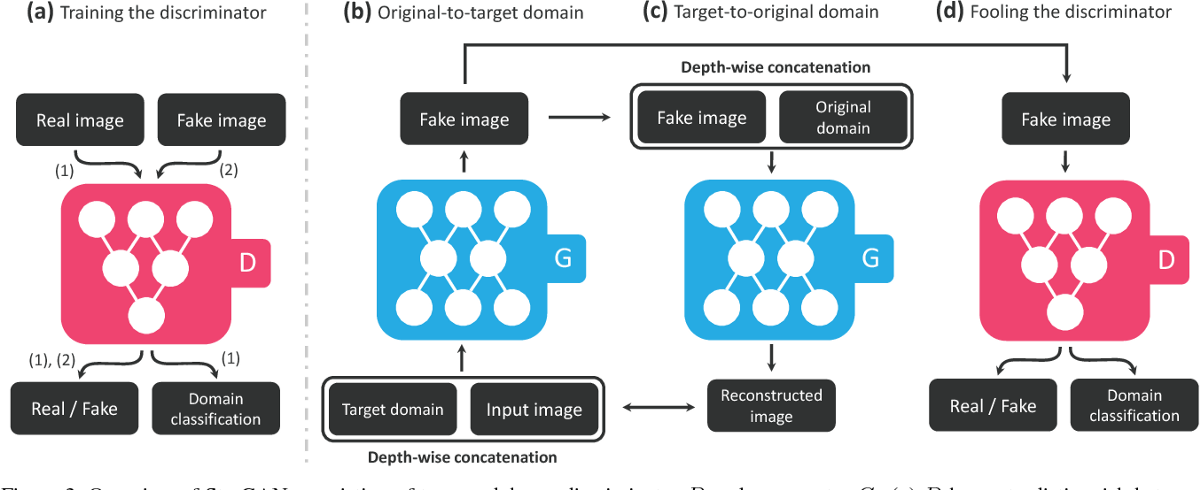 (a) Training the discriminator
(b) Original-to-target domain
(c) Target-to-original domain
(d) Fooling the discriminator
Real image
Fake image
(1)
(2)
D
(1), (2)
(1)
Real / Fake
Domain
classification
Fake image
G
Target domain
Input image
Depth-wise concatenation
Depth-wise concatenation
Fake image
Original
domain
G
Reconstructed
image
Fake image
D
Real / Fake
Domain
classification